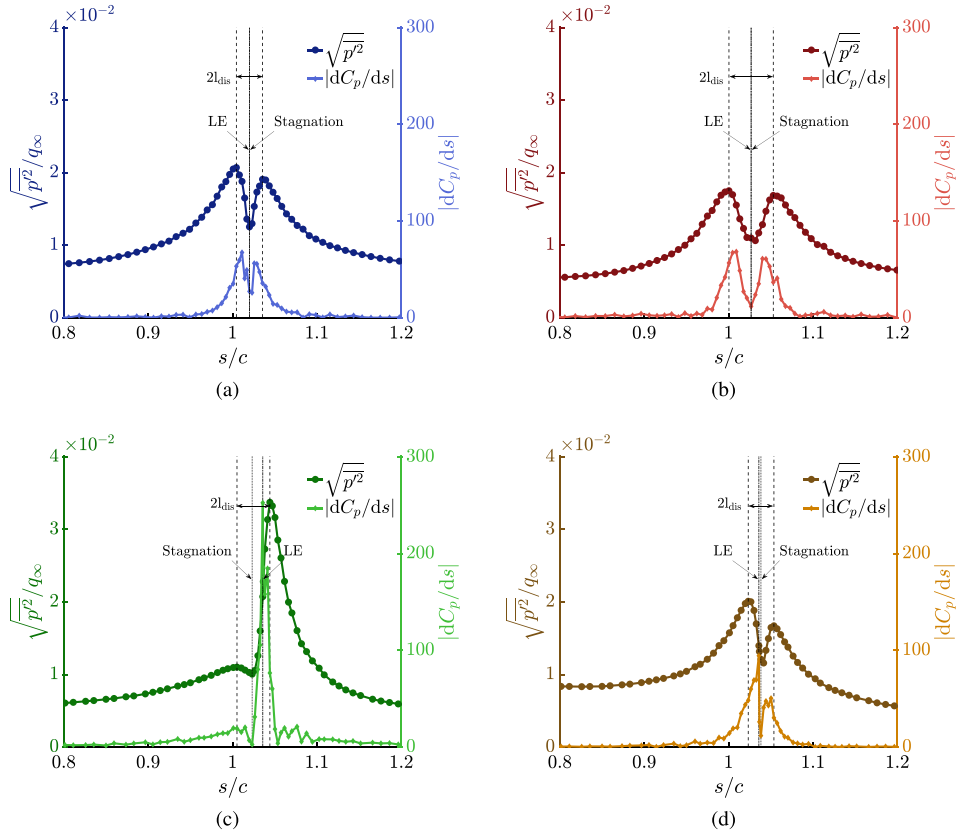 ×10⁻²
4
3
2
1
0
300
200
100
0
√p′²
|dCₚ/ds|
2l_dis
LE
Stagnation
√p′²/q∞
|dCₚ/ds|
0.8 0.9 1 1.1 1.2
s/c
(a)
×10⁻²
4
3
2
1
0
300
200
100
0
√p′²
|dCₚ/ds|
2l_dis
LE
Stagnation
√p′²/q∞
|dCₚ/ds|
0.8 0.9 1 1.1 1.2
s/c
(b)
×10⁻²
4
3
2
1
0
300
200
100
0
√p′²
|dCₚ/ds|
2l_dis
Stagnation
LE
√p′²/q∞
|dCₚ/ds|
0.8 0.9 1 1.1 1.2
s/c
(c)
×10⁻²
4
3
2
1
0
300
200
100
0
√p′²
|dCₚ/ds|
2l_dis
LE
Stagnation
√p′²/q∞
|dCₚ/ds|
0.8 0.9 1 1.1 1.2
s/c
(d)